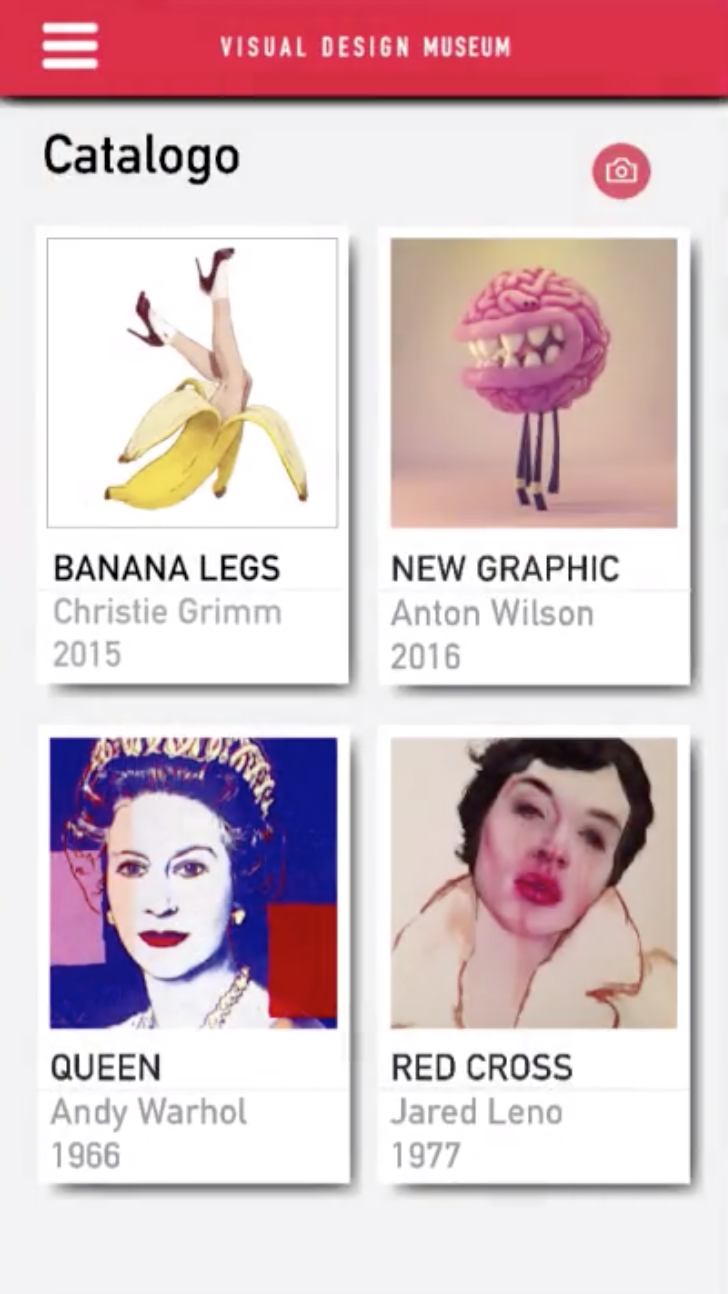 VISUAL DESIGN MUSEUM
Catalogo
BANANA LEGS
Christie Grimm
2015
NEW GRAPHIC
Anton Wilson
2016
QUEEN
Andy Warhol
1966
RED CROSS
Jared Leno
1977